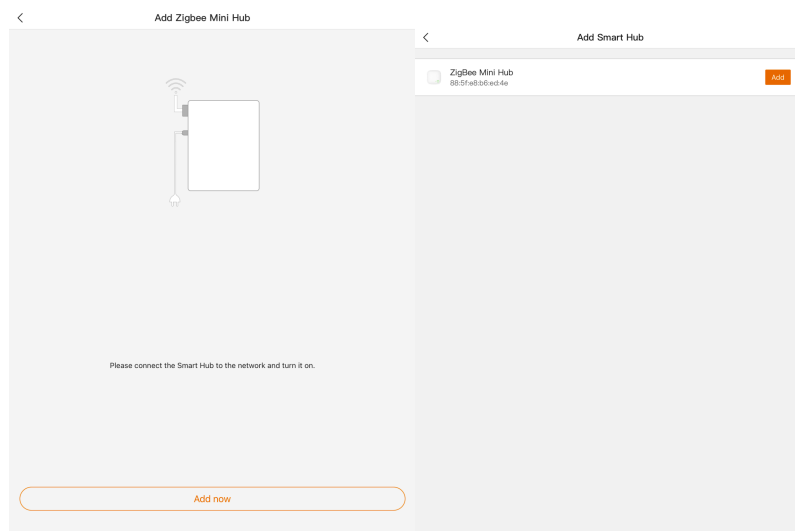 Add Zigbee Mini Hub
Please connect the Smart Hub to the network and turn it on.
Add now
Add Smart Hub
ZigBee Mini Hub
88:5f:e8:b6:ed:4e
Add